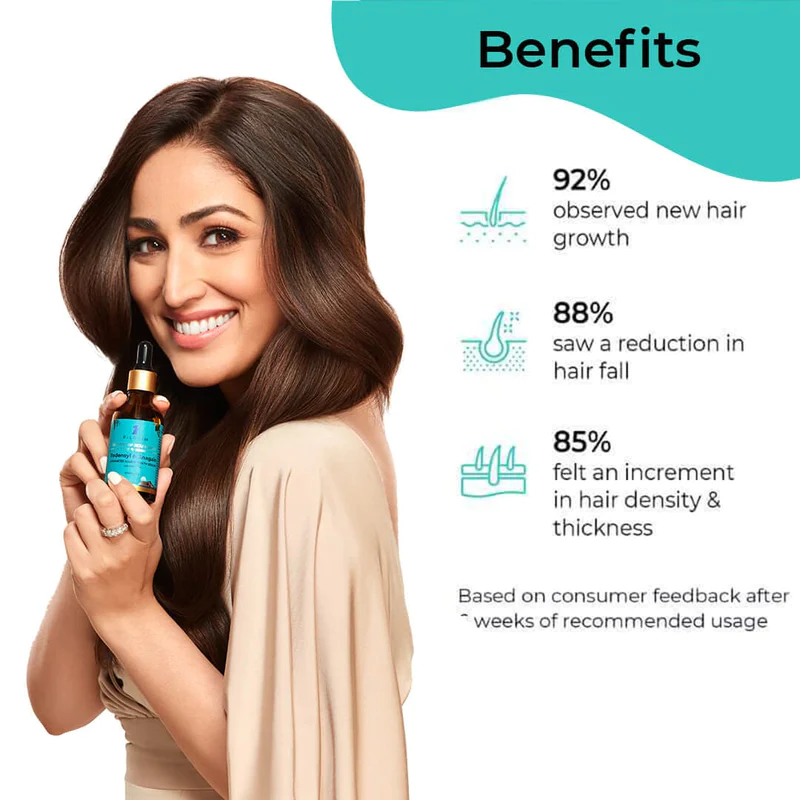 Benefits
92%
observed new hair
growth
88%
saw a reduction in
hair fall
85%
felt an increment
in hair density &
thickness
Based on consumer feedback after
weeks of recommended usage